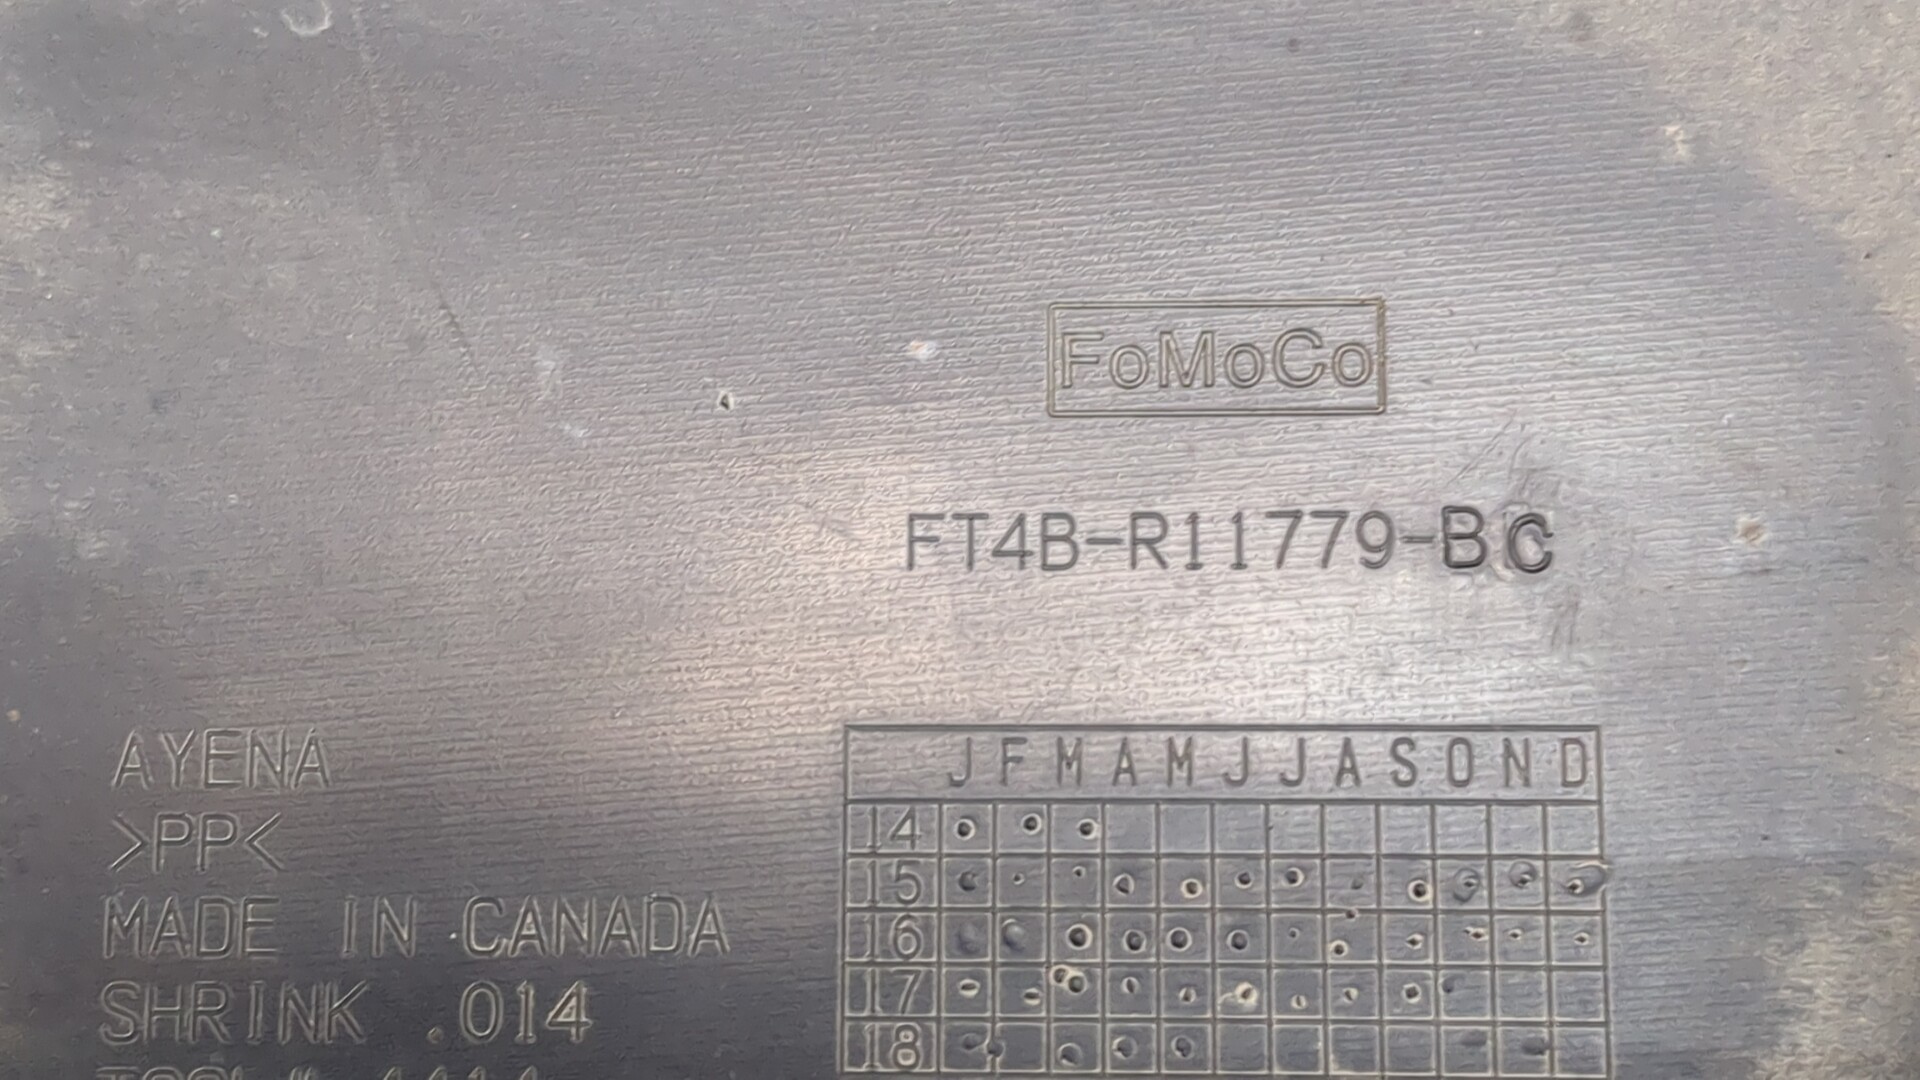 FoMoCo
FT4B-R11779-BC
AYENA
>PP<
MADE IN CANADA
SHRINK .014
J F M A M J J A S O N D
14
15
16
17
18